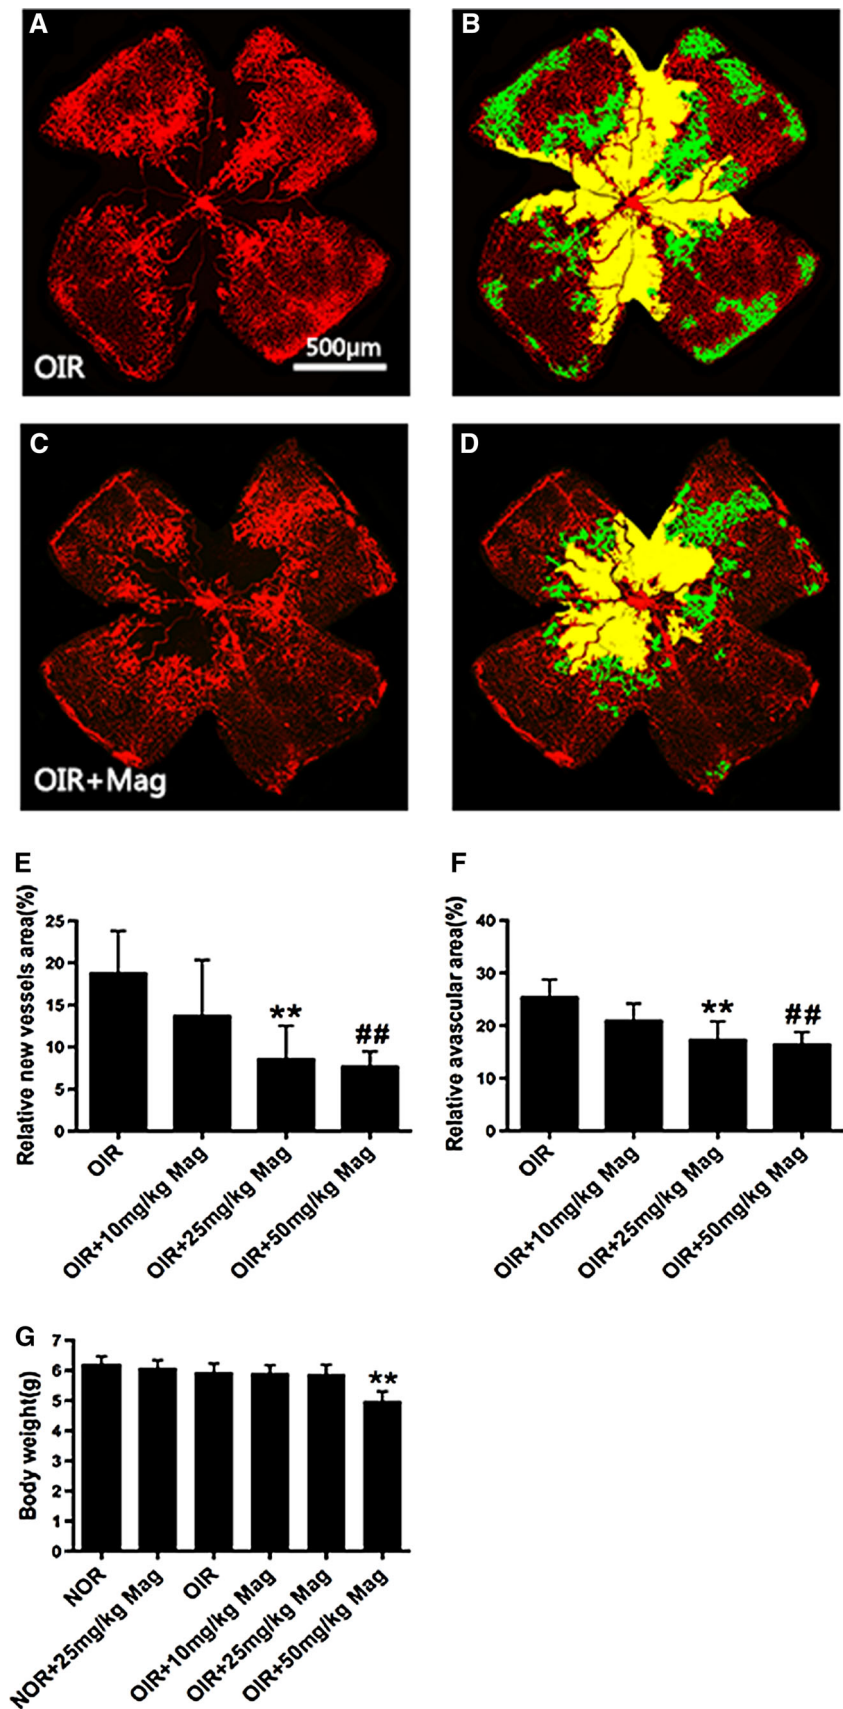 A
B
OIR
500μm
C
D
OIR+Mag
E
Relative new vessels area(%)
25
20
15
10
5
0
**
##
OIR
OIR+10mg/kg Mag
OIR+25mg/kg Mag
OIR+50mg/kg Mag
F
Relative avascular area(%)
40
30
20
10
0
**
##
OIR
OIR+10mg/kg Mag
OIR+25mg/kg Mag
OIR+50mg/kg Mag
G
Body weight(g)
7
6
5
4
3
2
1
0
**
NOR
NOR+25mg/kg Mag
OIR
OIR+10mg/kg Mag
OIR+25mg/kg Mag
OIR+50mg/kg Mag